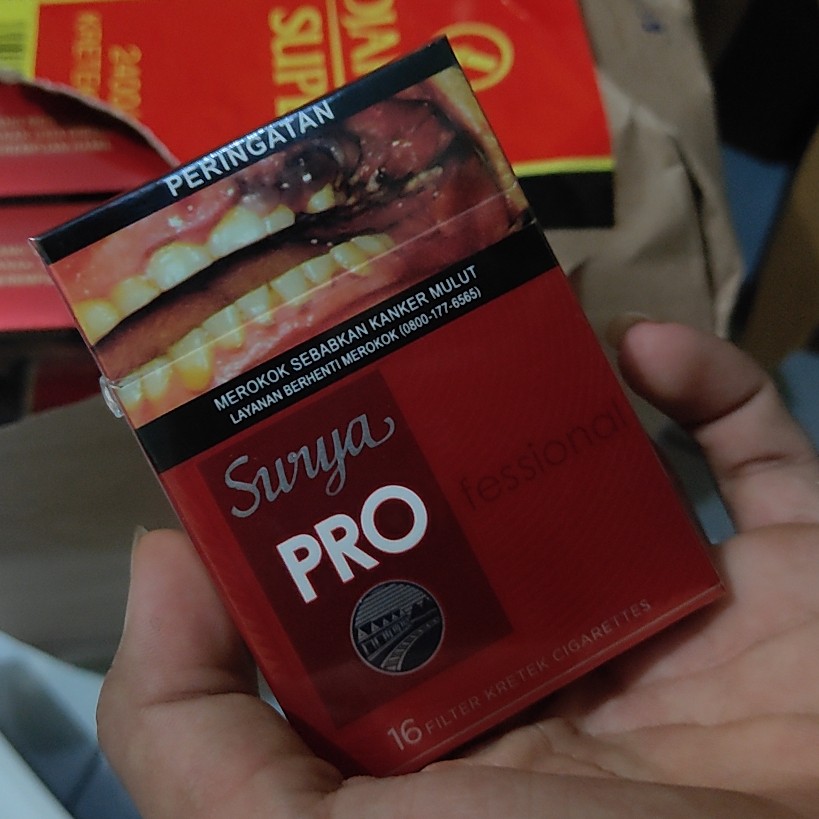 PERINGATAN
MEROKOK SEBABKAN KANKER MULUT
LAYANAN BERHENTI MEROKOK (0800-177-6565)
Surya
PRO
fessional
16 FILTER KRETEK CIGARETTES